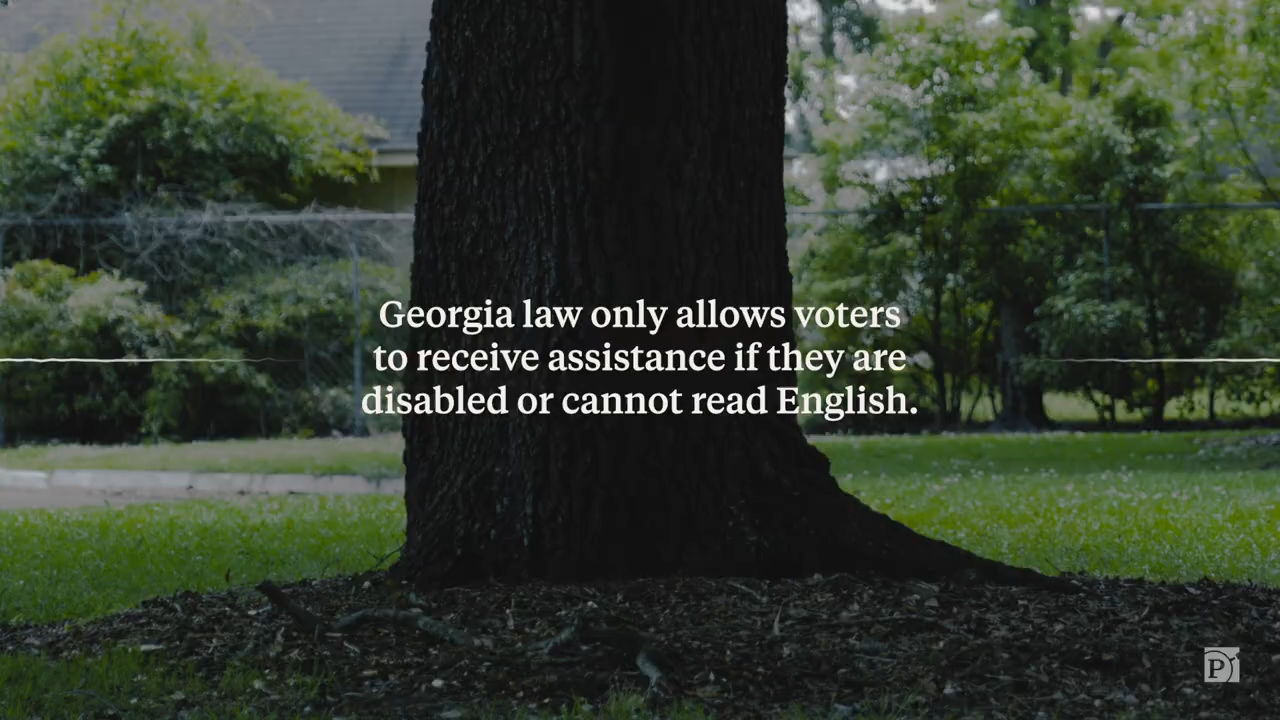 Georgia law only allows voters
to receive assistance if they are
disabled or cannot read English.
P